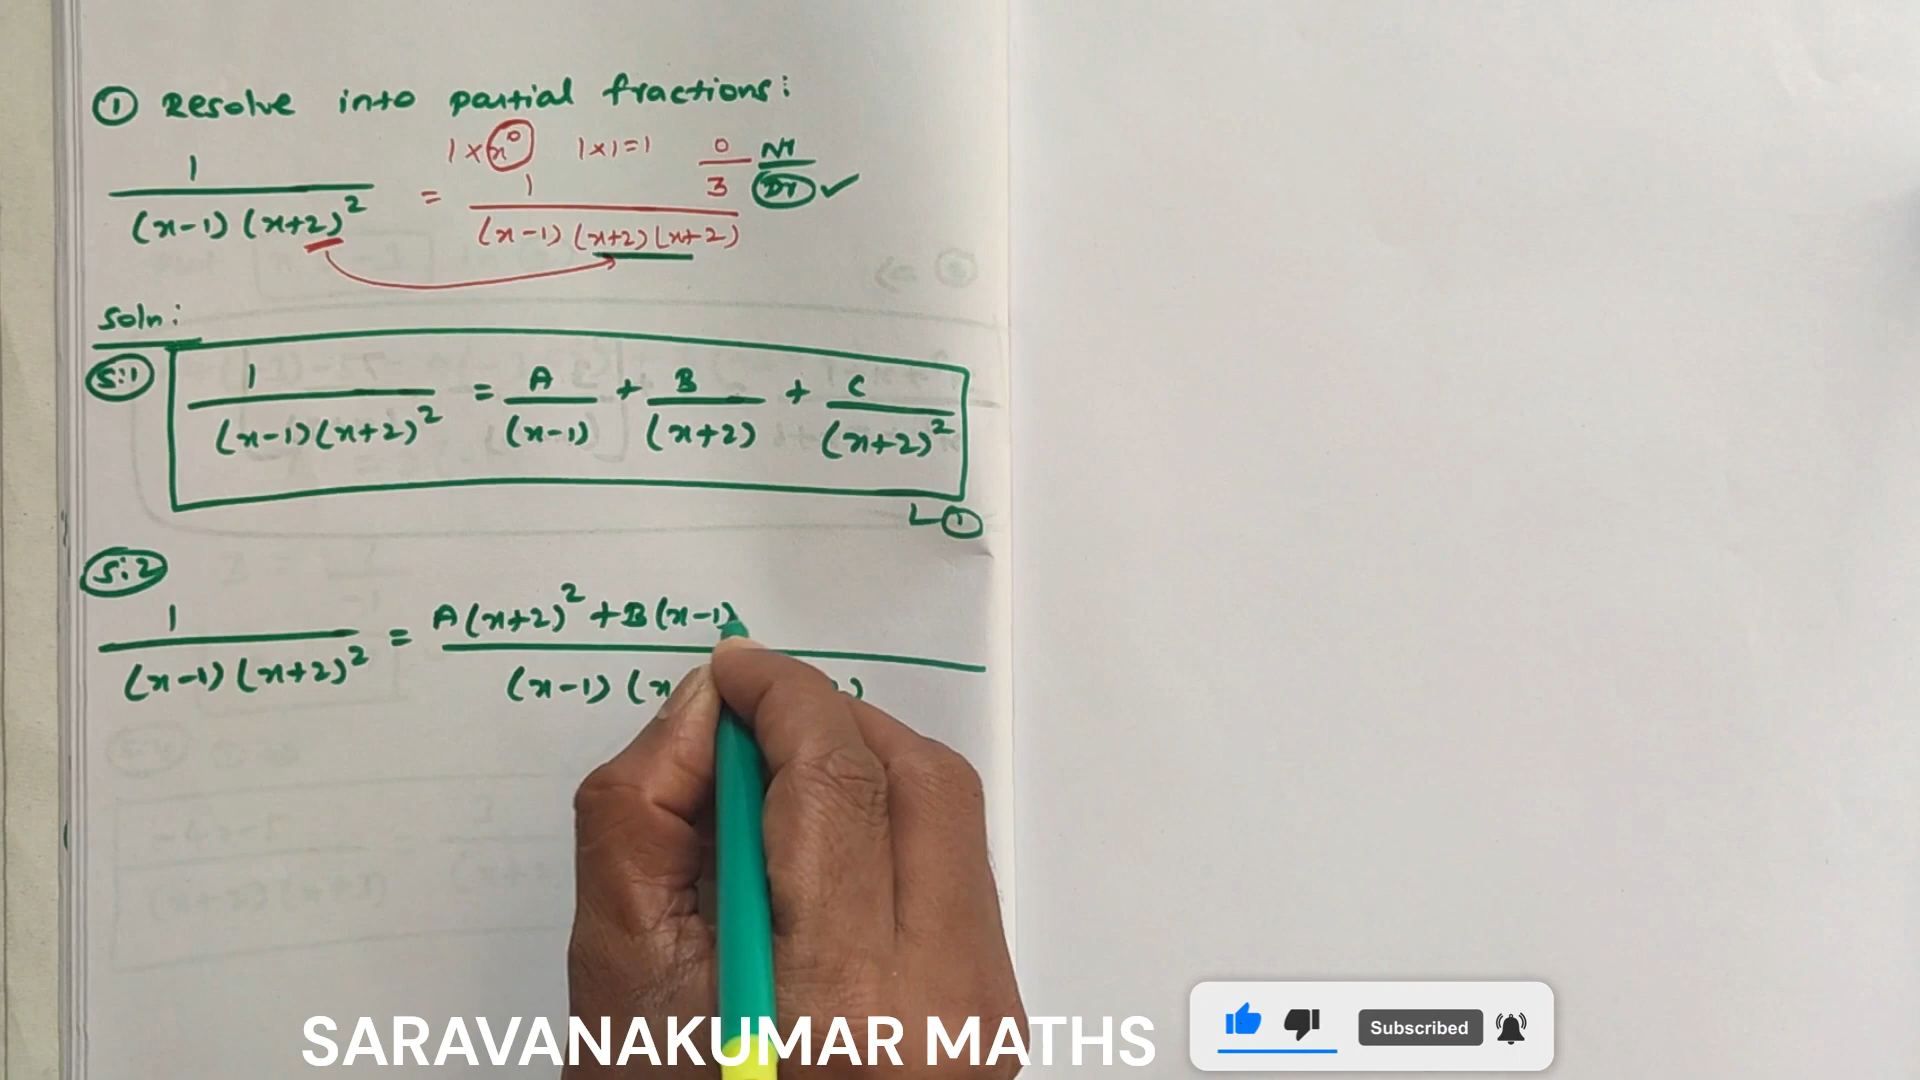 ① Resolve into partial fractions:
1 / (x-1)(x+2)² = 1 / (x-1)(x+2)(x+2)
1 × x⁰ 1×1=1 0/3 Nr/Dr ✓
Soln:
S:1 1 / (x-1)(x+2)² = A/(x-1) + B/(x+2) + C/(x+2)²
①
S:2
1 / (x-1)(x+2)² = A(x+2)² + B(x-1)
(x-1)(x
SARAVANAKUMAR MATHS
Subscribed